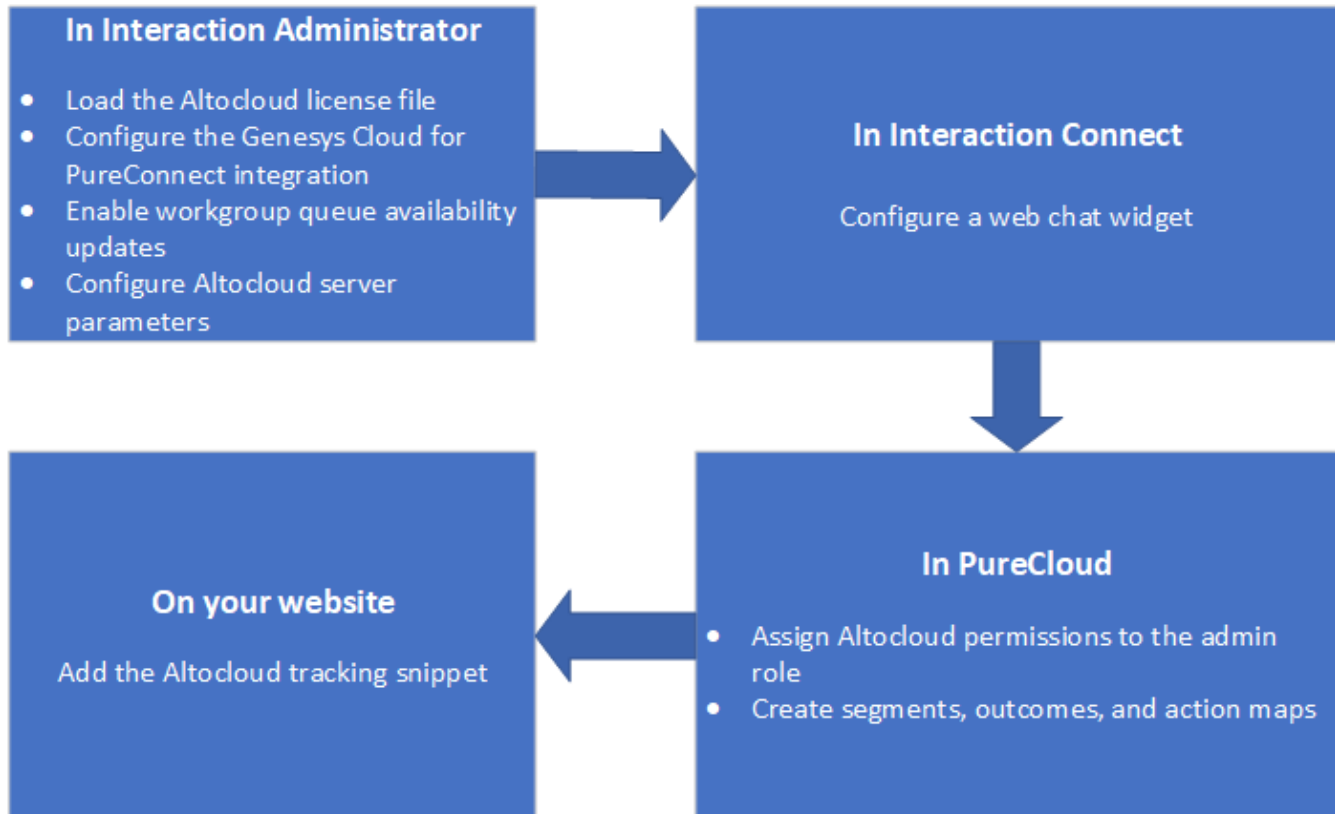 In Interaction Administrator
• Load the Altocloud license file
• Configure the Genesys Cloud for
PureConnect integration
• Enable workgroup queue availability
updates
• Configure Altocloud server
parameters
In Interaction Connect
Configure a web chat widget
In PureCloud
• Assign Altocloud permissions to the admin
role
• Create segments, outcomes, and action maps
On your website
Add the Altocloud tracking snippet